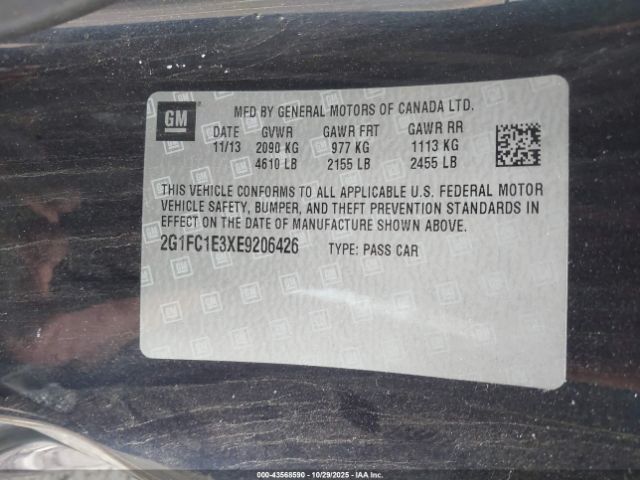 GM
MFD BY GENERAL MOTORS OF CANADA LTD.
DATE GVWR GAWR FRT GAWR RR
11/13 2090 KG 977 KG 1113 KG
4610 LB 2155 LB 2455 LB
THIS VEHICLE CONFORMS TO ALL APPLICABLE U.S. FEDERAL MOTOR
VEHICLE SAFETY, BUMPER, AND THEFT PREVENTION STANDARDS IN
EFFECT ON THE DATE OF MANUFACTURE SHOWN ABOVE.
2G1FC1E3XE9206426 TYPE: PASS CAR
000-43568590 - 10/29/2025 - IAAI.COM